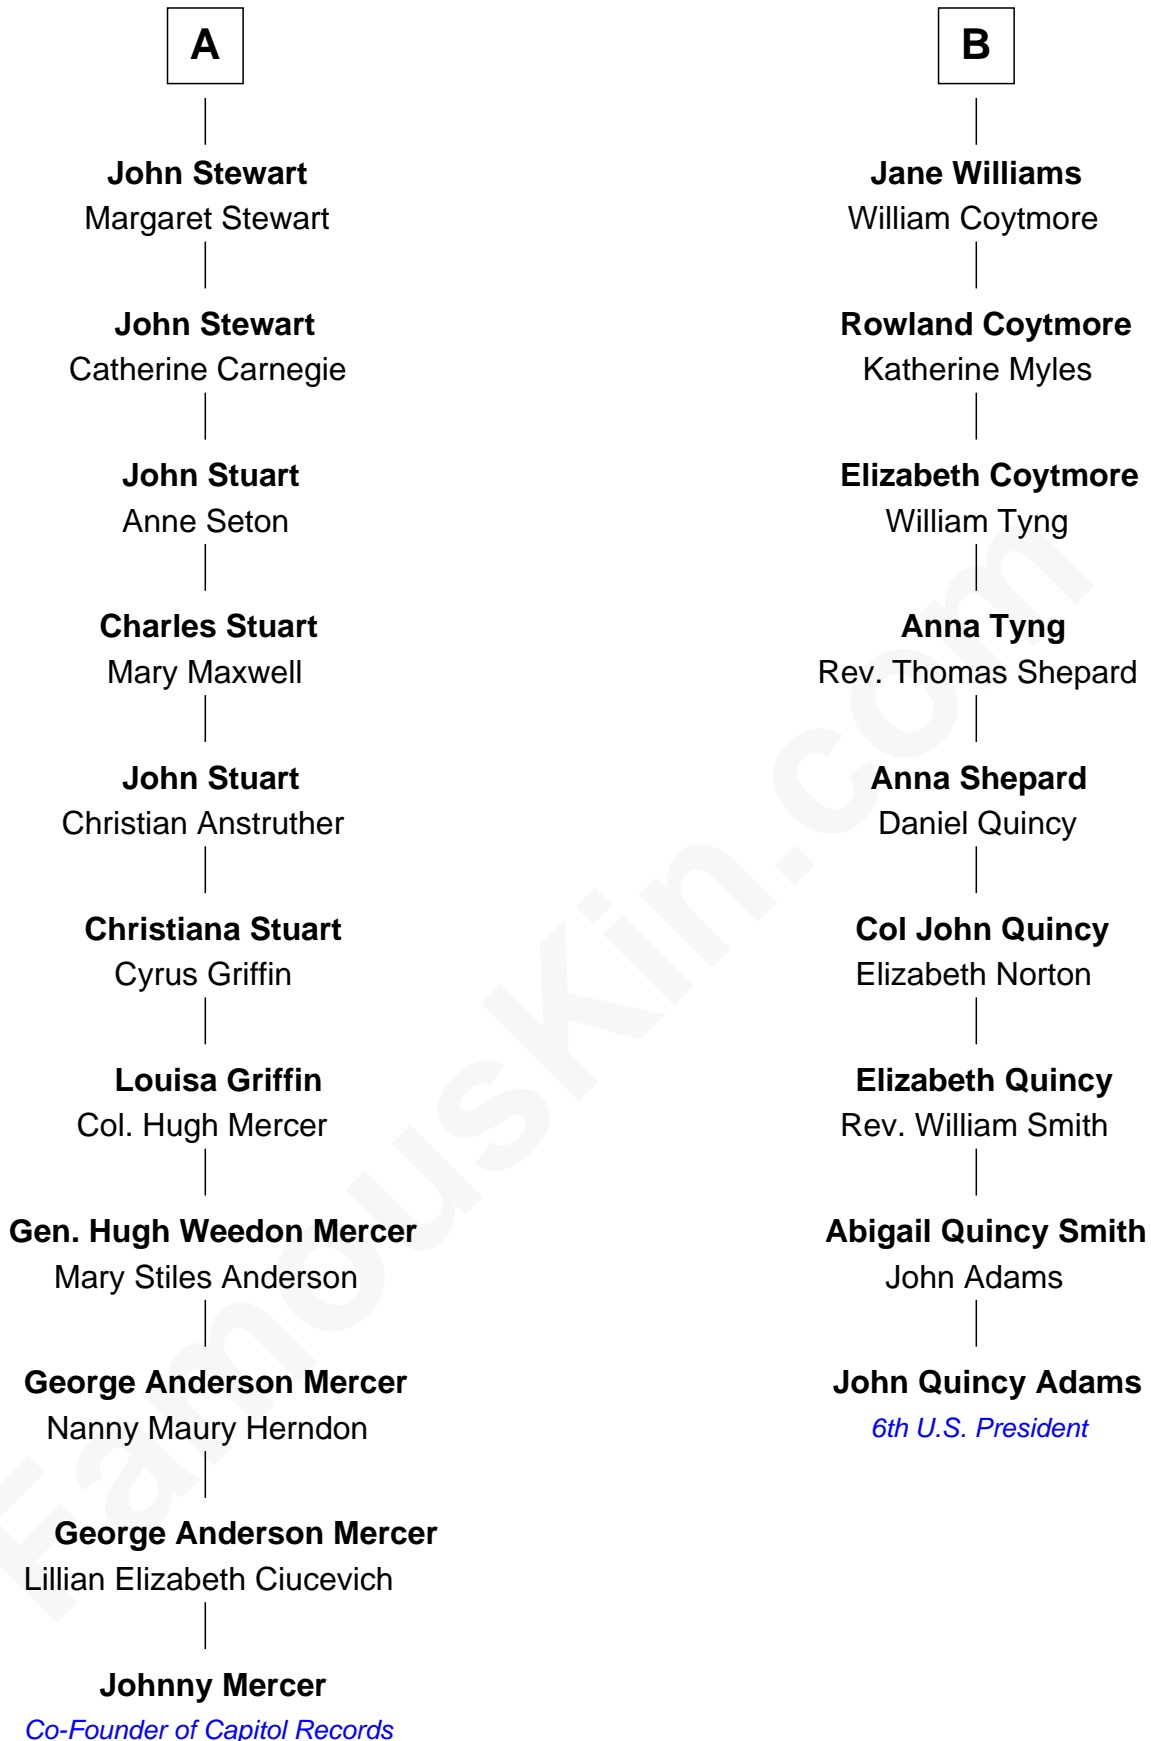 A
John Stewart
Margaret Stewart
John Stewart
Catherine Carnegie
John Stuart
Anne Seton
Charles Stuart
Mary Maxwell
John Stuart
Christian Anstruther
Christiana Stuart
Cyrus Griffin
Louisa Griffin
Col. Hugh Mercer
Gen. Hugh Weedon Mercer
Mary Stiles Anderson
George Anderson Mercer
Nanny Maury Herndon
George Anderson Mercer
Lillian Elizabeth Ciucevich
Johnny Mercer
Co-Founder of Capitol Records
B
Jane Williams
William Coytmore
Rowland Coytmore
Katherine Myles
Elizabeth Coytmore
William Tyng
Anna Tyng
Rev. Thomas Shepard
Anna Shepard
Daniel Quincy
Col John Quincy
Elizabeth Norton
Elizabeth Quincy
Rev. William Smith
Abigail Quincy Smith
John Adams
John Quincy Adams
6th U.S. President
FamousKin.com